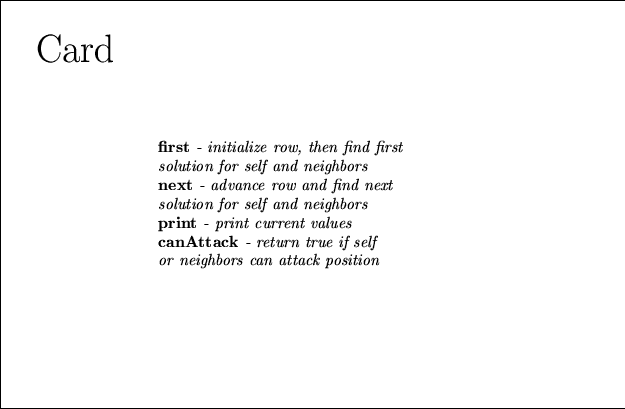 Card
first - initialize row, then find first
solution for self and neighbors
next - advance row and find next
solution for self and neighbors
print - print current values
canAttack - return true if self
or neighbors can attack position